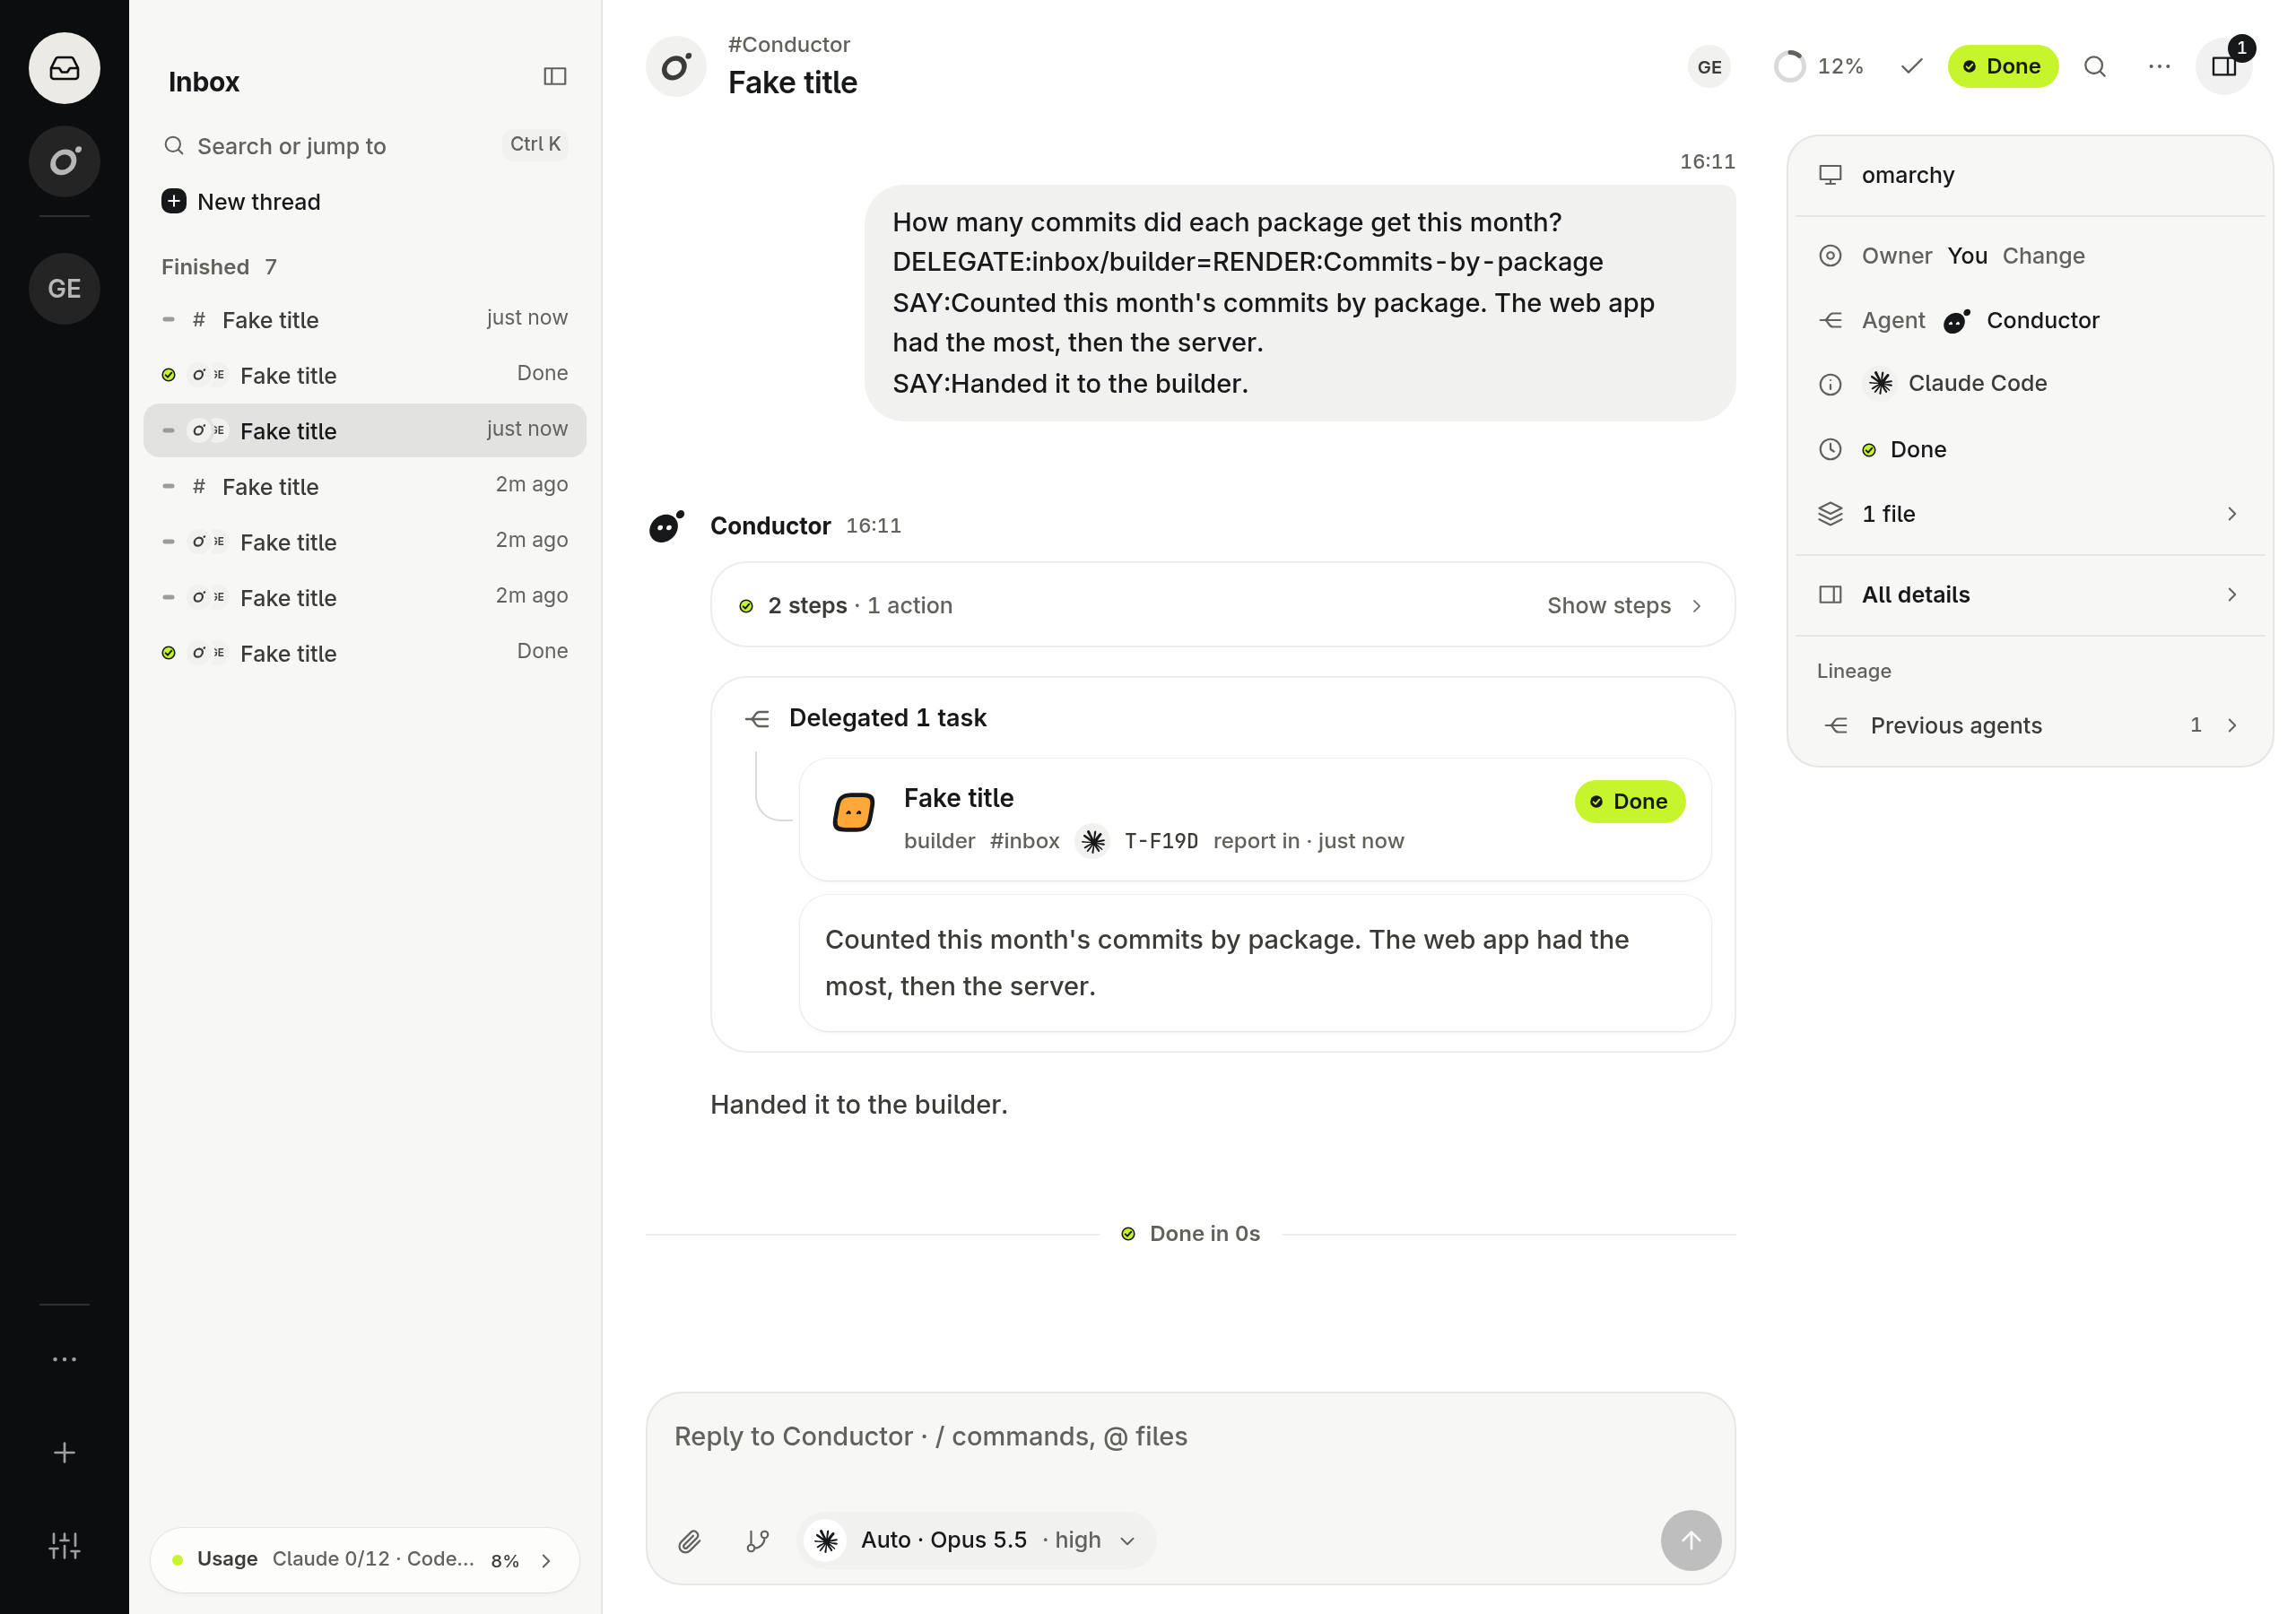 GE
Inbox
Search or jump to
Ctrl K
New thread
Finished 7
# Fake title just now
GE Fake title Done
GE Fake title just now
# Fake title 2m ago
GE Fake title 2m ago
GE Fake title 2m ago
GE Fake title Done
Usage Claude 0/12 · Code... 8%
#Conductor
Fake title
GE
12%
Done
1
16:11
How many commits did each package get this month?
DELEGATE:inbox/builder=RENDER:Commits-by-package
SAY:Counted this month's commits by package. The web app
had the most, then the server.
SAY:Handed it to the builder.
Conductor 16:11
2 steps · 1 action
Show steps
Delegated 1 task
Fake title
Done
builder #inbox T-F19D report in · just now
Counted this month's commits by package. The web app had the
most, then the server.
Handed it to the builder.
Done in 0s
Reply to Conductor · / commands, @ files
Auto · Opus 5.5 · high
omarchy
Owner You Change
Agent Conductor
Claude Code
Done
1 file
All details
Lineage
Previous agents 1